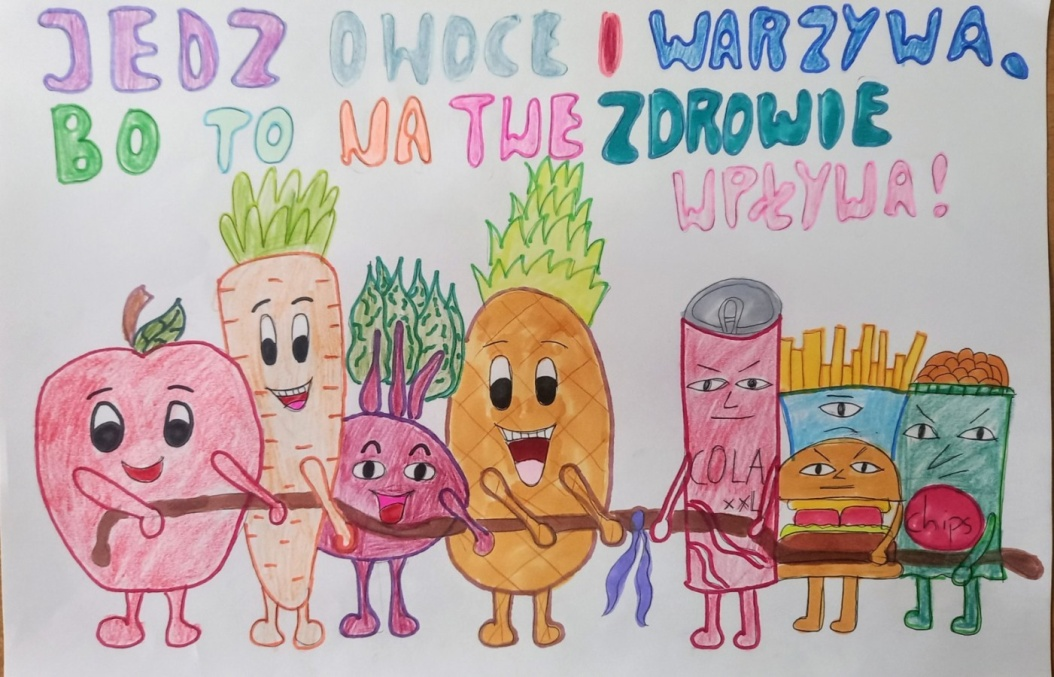 JEDZ OWOCE I WARZYWA,
BO TO NA TWE ZDROWIE
WPŁYWA!
COLA
XXL
chips